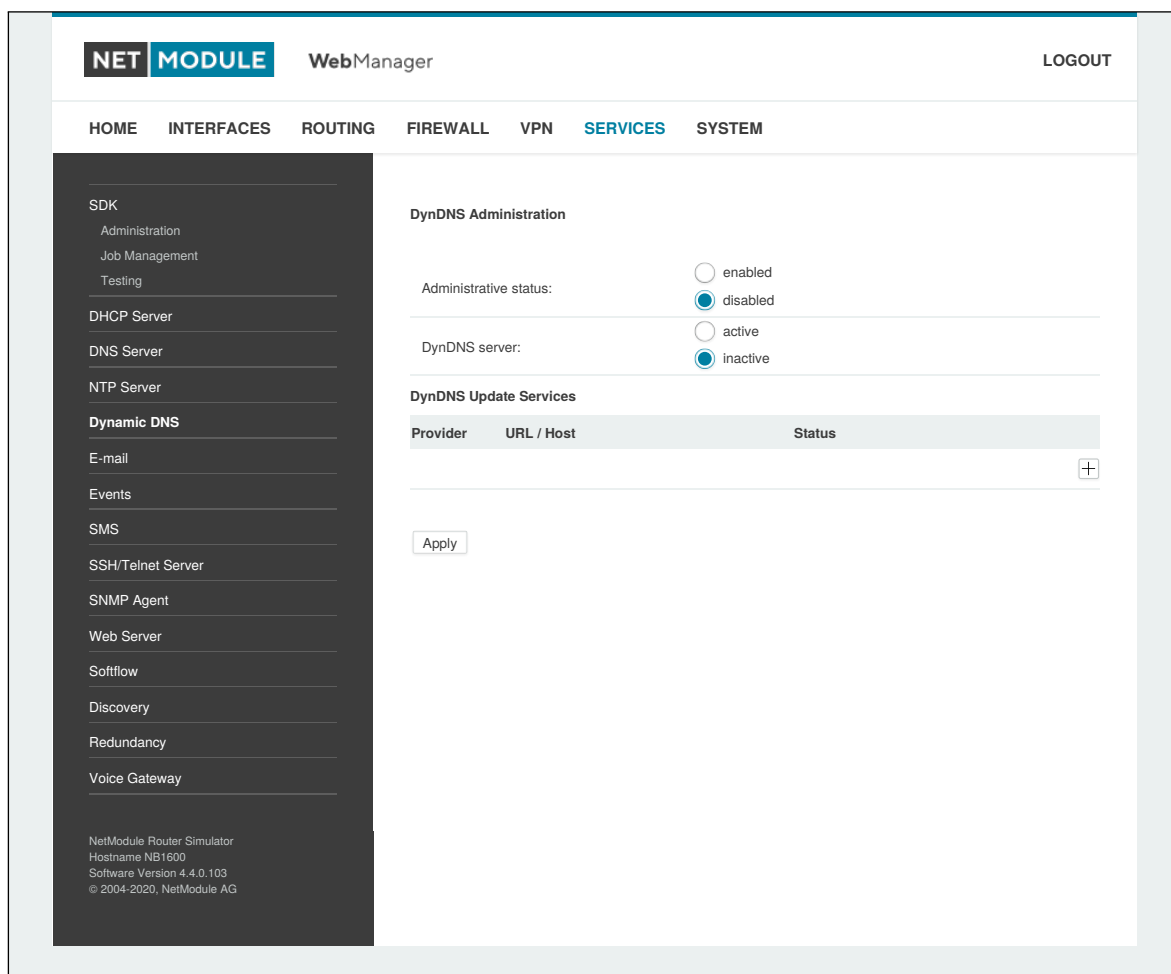 NET MODULE WebManager LOGOUT
HOME INTERFACES ROUTING FIREWALL VPN SERVICES SYSTEM
SDK
Administration
Job Management
Testing
DHCP Server
DNS Server
NTP Server
Dynamic DNS
E-mail
Events
SMS
SSH/Telnet Server
SNMP Agent
Web Server
Softflow
Discovery
Redundancy
Voice Gateway
NetModule Router Simulator
Hostname NB1600
Software Version 4.4.0.103
© 2004-2020, NetModule AG
DynDNS Administration
Administrative status:
enabled
disabled
DynDNS server:
active
inactive
DynDNS Update Services
Provider URL / Host Status
Apply